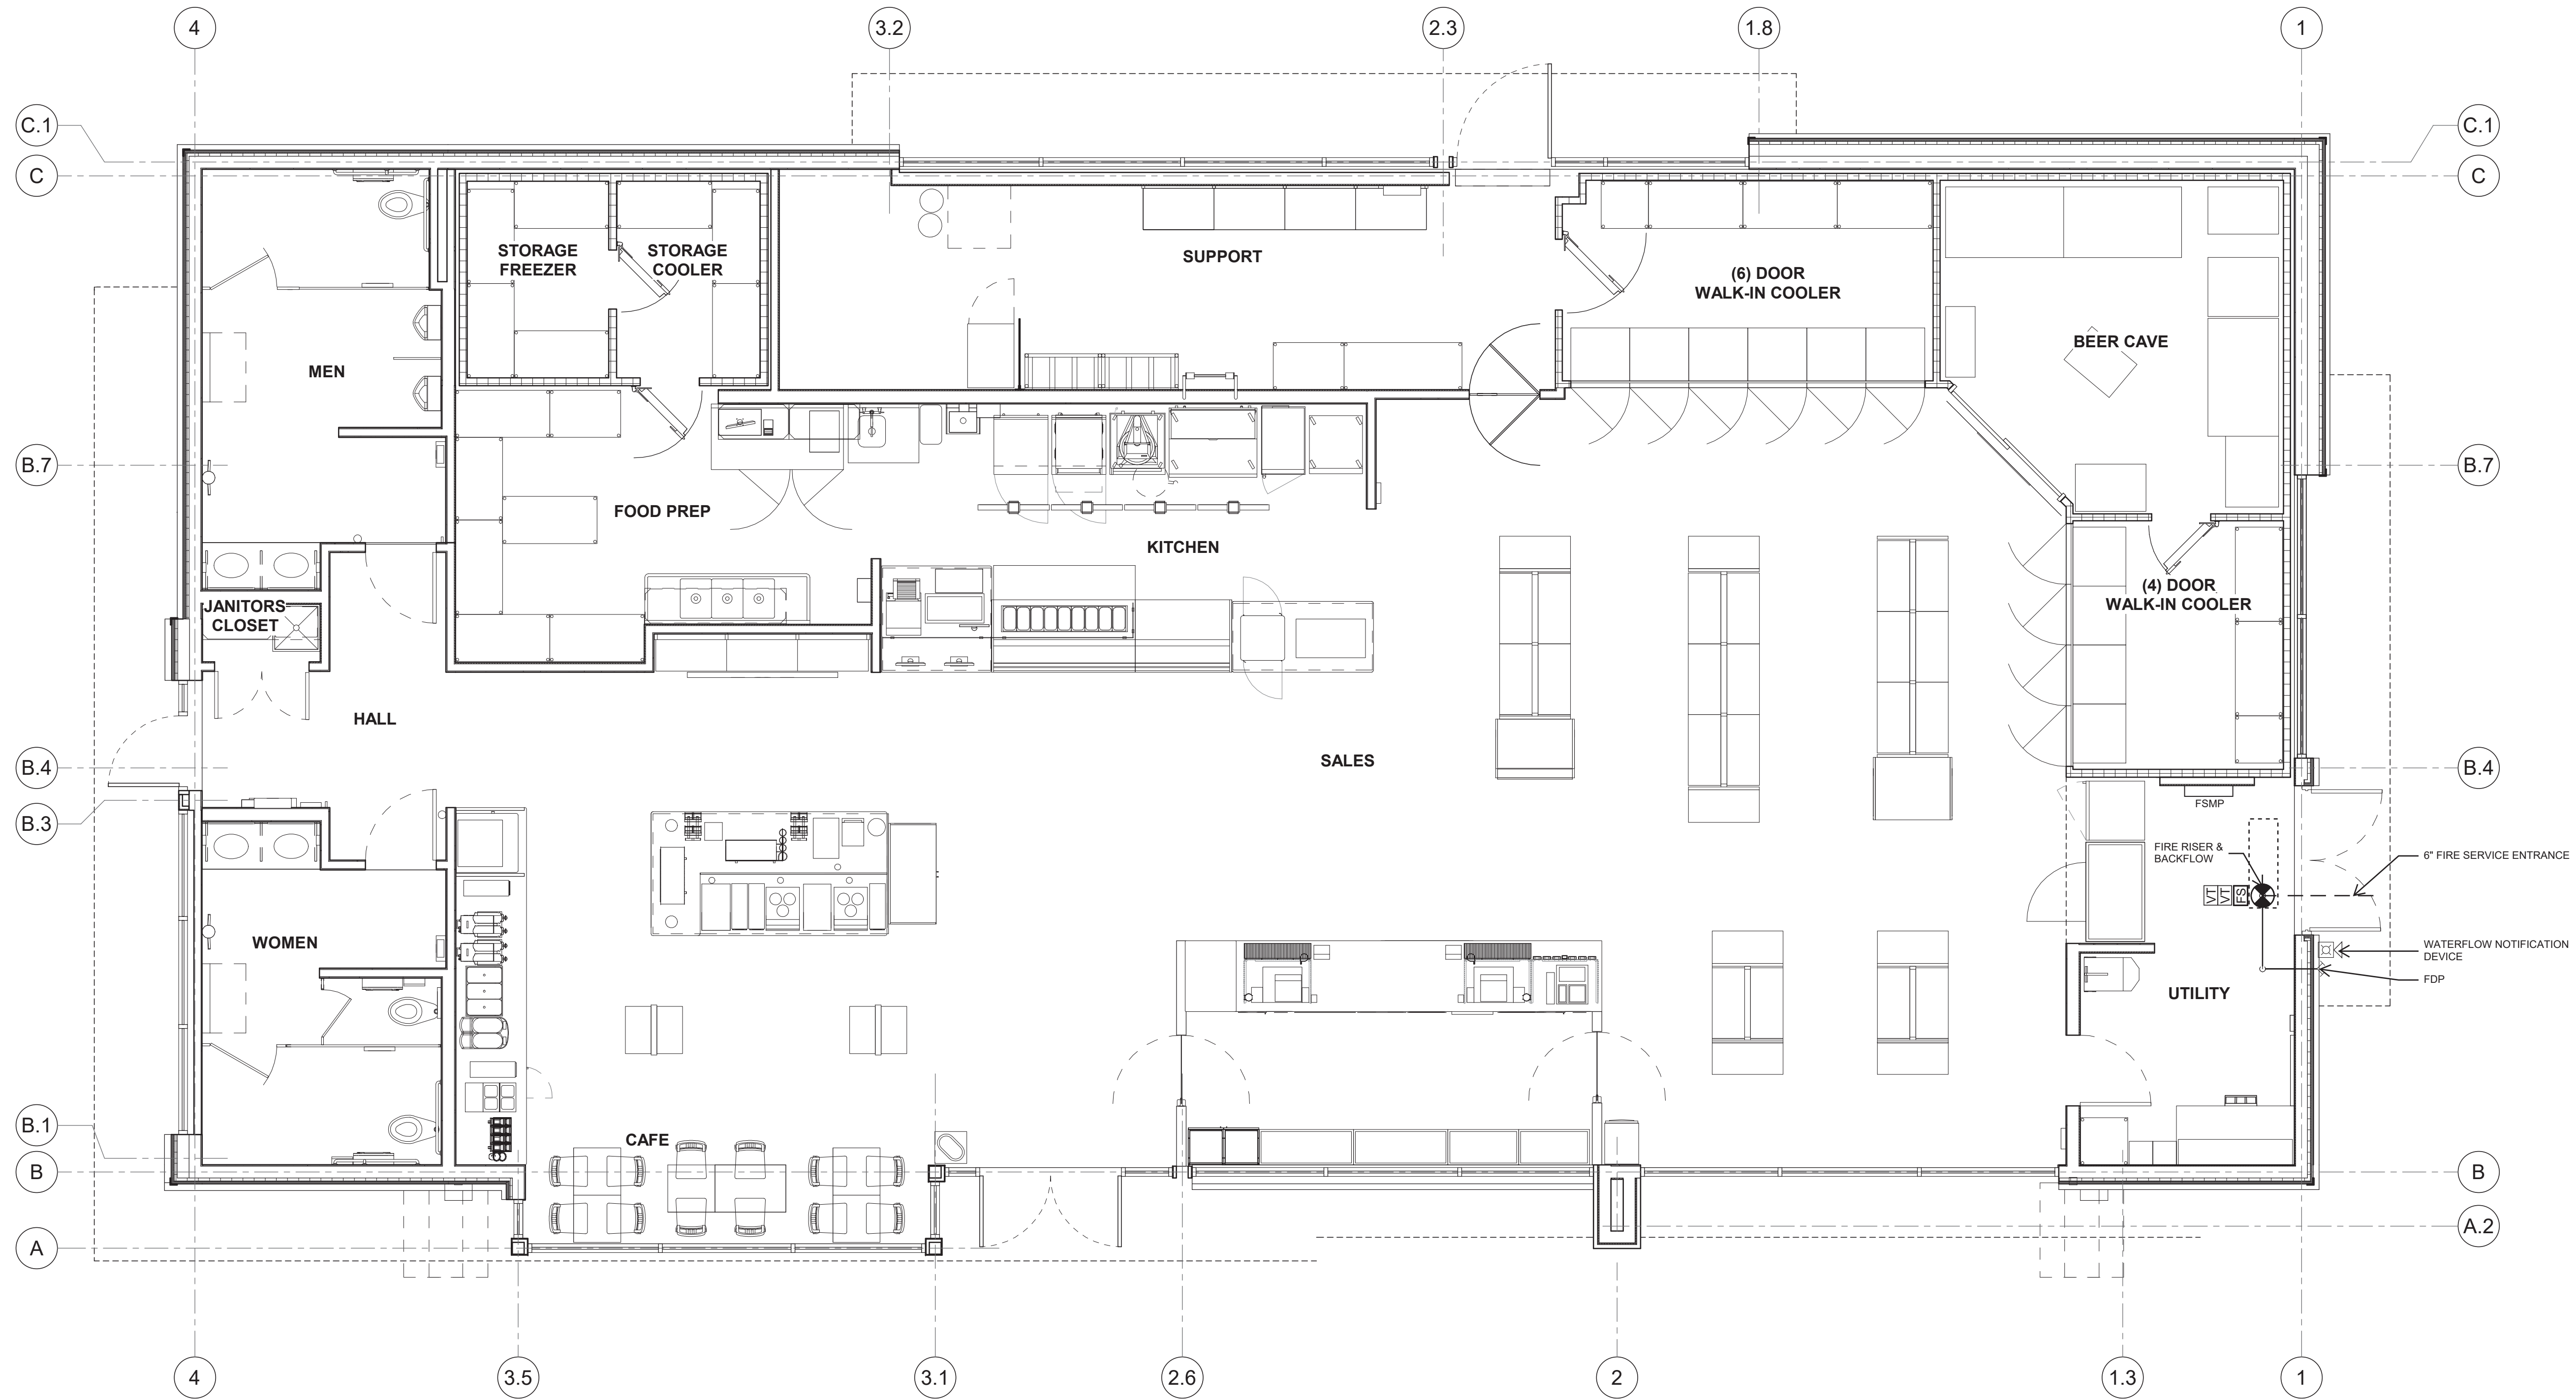 4
3.2
2.3
1.8
1
C.1
C.1
C
C
STORAGE
FREEZER
STORAGE
COOLER
SUPPORT
(6) DOOR
WALK-IN COOLER
BEER CAVE
MEN
B.7
B.7
FOOD PREP
KITCHEN
(4) DOOR
WALK-IN COOLER
JANITORS
CLOSET
HALL
SALES
B.4
B.4
B.3
FSMP
FIRE RISER &
BACKFLOW
6" FIRE SERVICE ENTRANCE
VT
VT
FS
WOMEN
WATERFLOW NOTIFICATION
DEVICE
FDP
UTILITY
B.1
CAFE
B
B
A
A.2
4
3.5
3.1
2.6
2
1.3
1